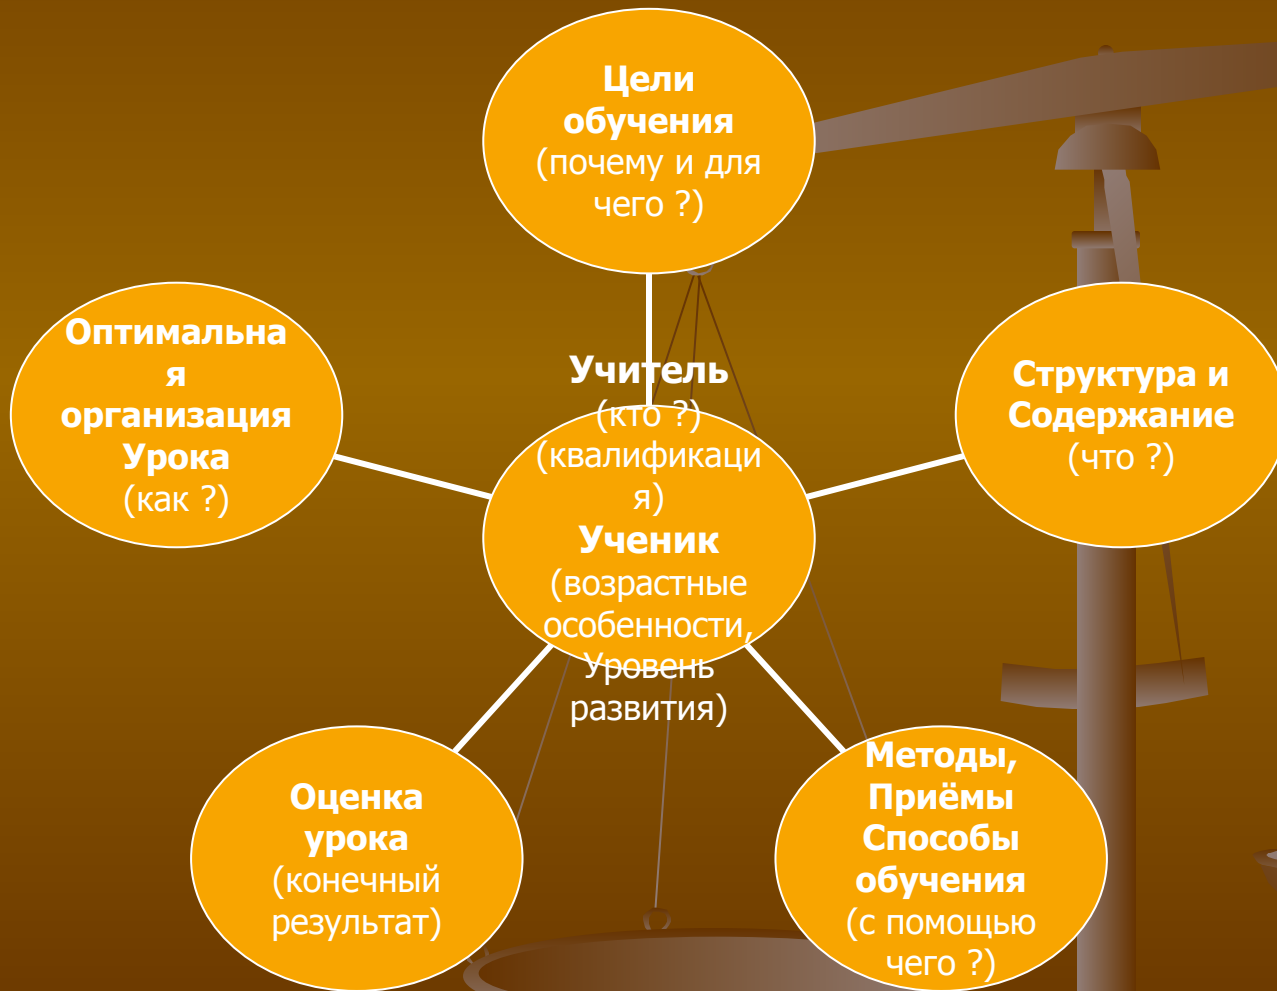 Цели
обучения
(почему и для
чего ?)
Оптимальна
я
организация
Урока
(как ?)
Учитель
(кто ?)
(квалификаци
я)
Ученик
(возрастные
особенности,
Уровень
развития)
Структура и
Содержание
(что ?)
Оценка
урока
(конечный
результат)
Методы,
Приёмы
Способы
обучения
(с помощью
чего ?)